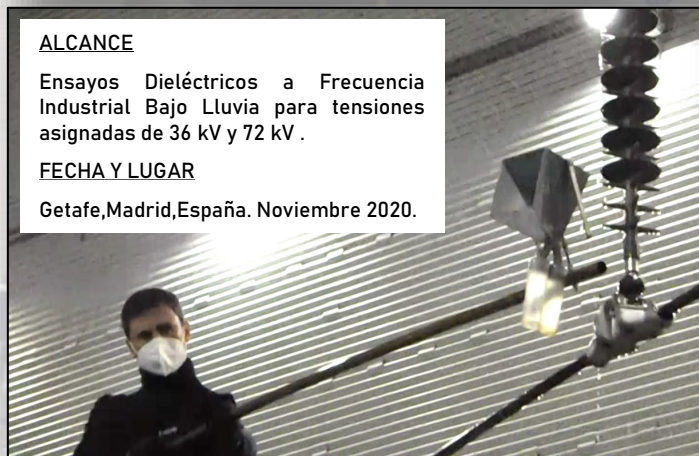 ALCANCE
Ensayos Dieléctricos a Frecuencia
Industrial Bajo Lluvia para tensiones
asignadas de 36 kV y 72 kV .
FECHA Y LUGAR
Getafe,Madrid,España. Noviembre 2020.